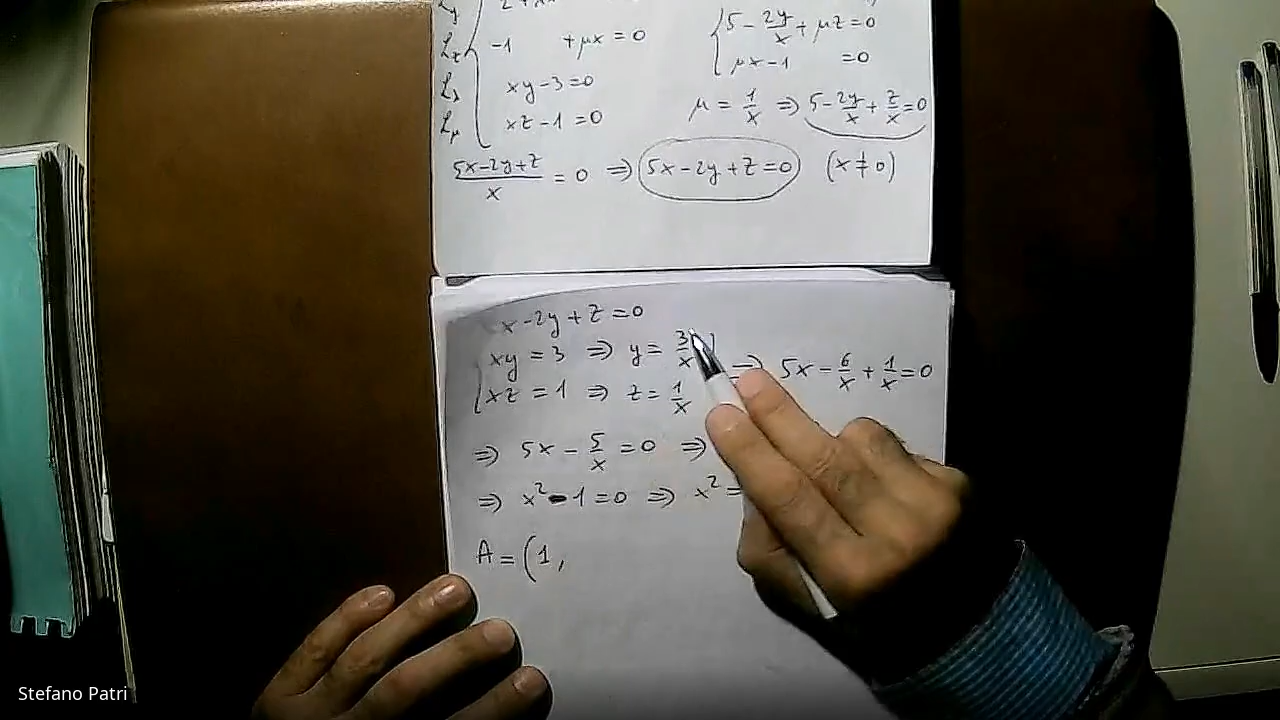 -1 +μx = 0
xy-3=0
xz-1=0
5x-2y+z/x = 0 ⇒ 5x-2y+z=0 (x≠0)
5-2y/x+μz=0
μx-1 =0
μ = 1/x ⇒ 5-2y/x+z/x=0
x-2y+z=0
xy=3 ⇒ y=3/x
xz=1 ⇒ z=1/x
⇒ 5x-6/x+1/x=0
⇒ 5x-5/x=0 ⇒
⇒ x²-1=0 ⇒ x²=
A=(1,
Stefano Patri